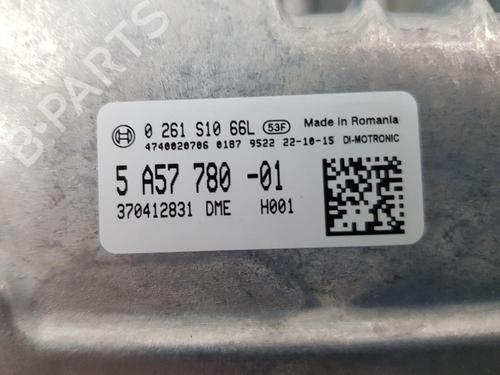 0 261 S10 66L 53F Made in Romania
4740020706 0187 9522 22-10-15 DI-MOTRONIC
5 A57 780 -01
370412831 DME H001
B-PARTS